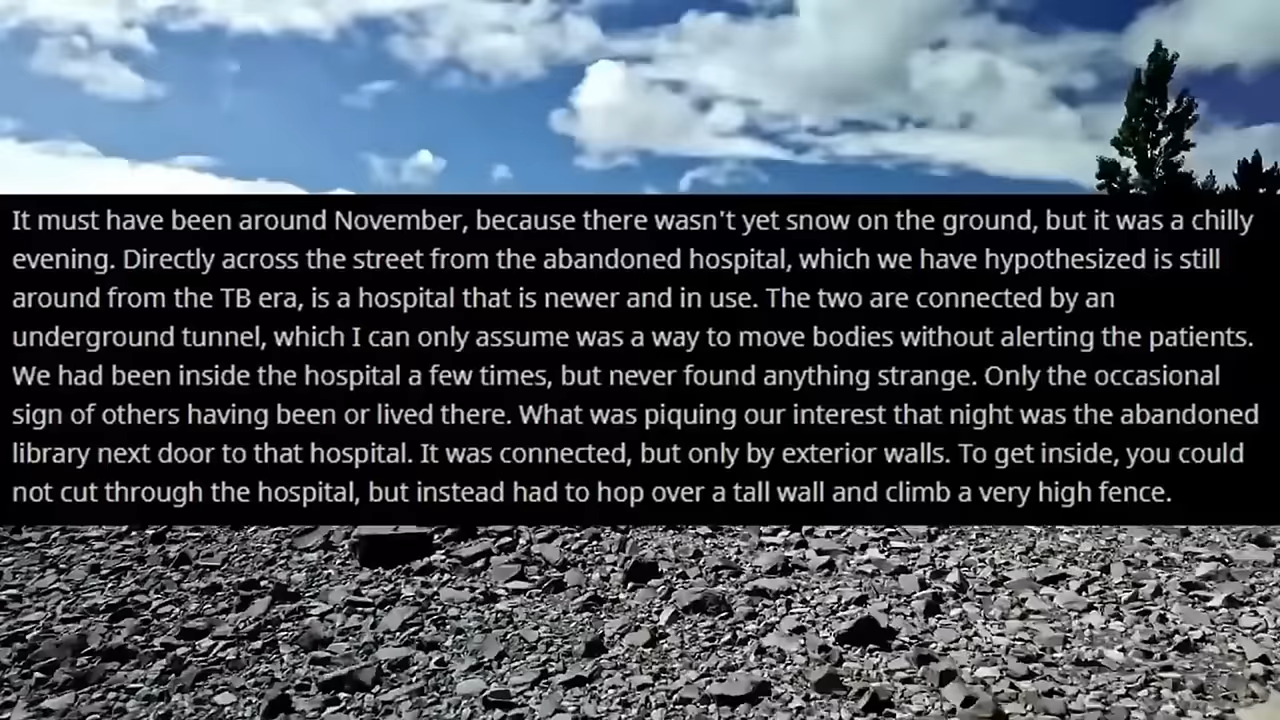 It must have been around November, because there wasn't yet snow on the ground, but it was a chilly
evening. Directly across the street from the abandoned hospital, which we have hypothesized is still
around from the TB era, is a hospital that is newer and in use. The two are connected by an
underground tunnel, which I can only assume was a way to move bodies without alerting the patients.
We had been inside the hospital a few times, but never found anything strange. Only the occasional
sign of others having been or lived there. What was piquing our interest that night was the abandoned
library next door to that hospital. It was connected, but only by exterior walls. To get inside, you could
not cut through the hospital, but instead had to hop over a tall wall and climb a very high fence.